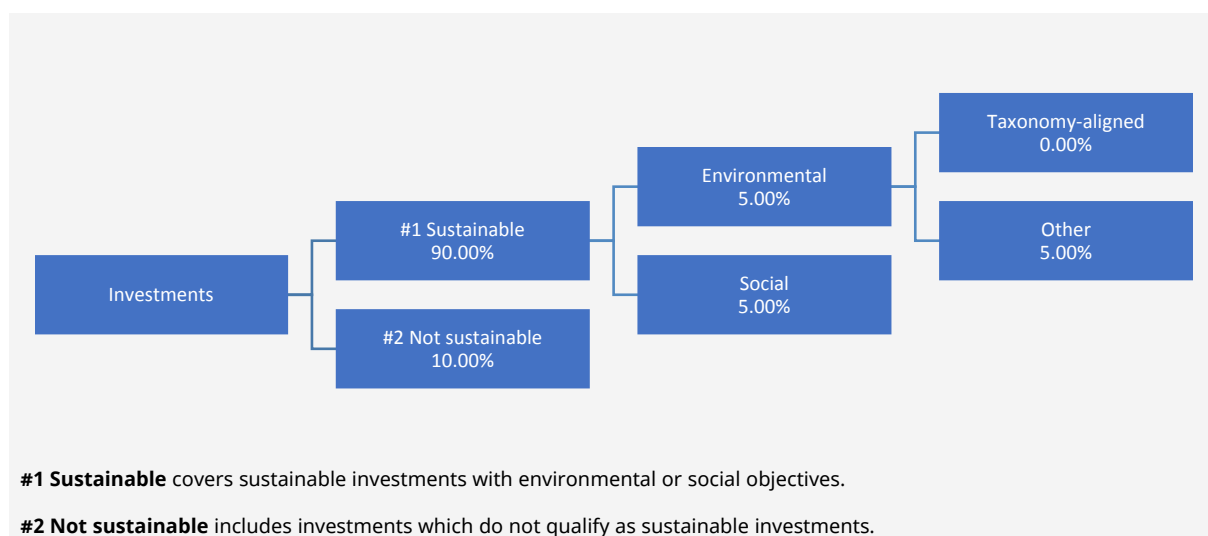 Investments
#1 Sustainable
90.00%
#2 Not sustainable
10.00%
Environmental
5.00%
Social
5.00%
Taxonomy-aligned
0.00%
Other
5.00%
#1 Sustainable covers sustainable investments with environmental or social objectives.
#2 Not sustainable includes investments which do not qualify as sustainable investments.